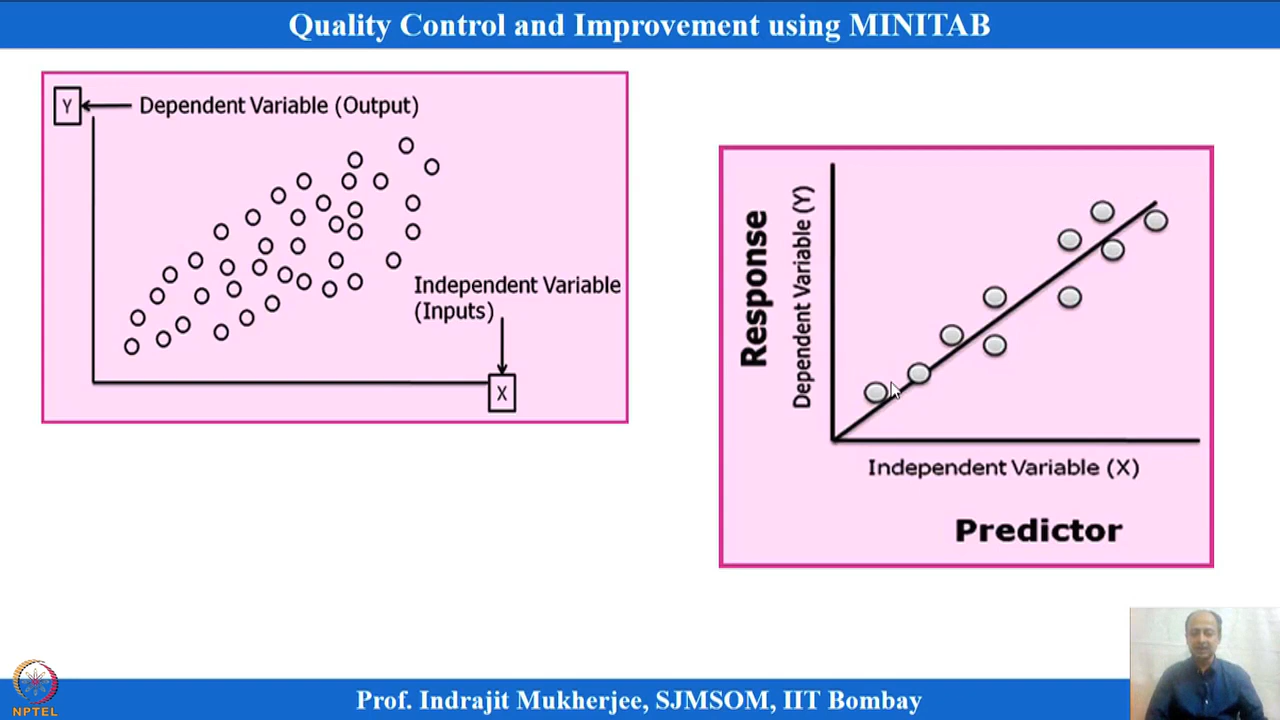 Quality Control and Improvement using MINITAB
Y
Dependent Variable (Output)
Independent Variable
(Inputs)
X
Response
Dependent Variable (Y)
Independent Variable (X)
Predictor
NPTEL
Prof. Indrajit Mukherjee, SJMSOM, IIT Bombay